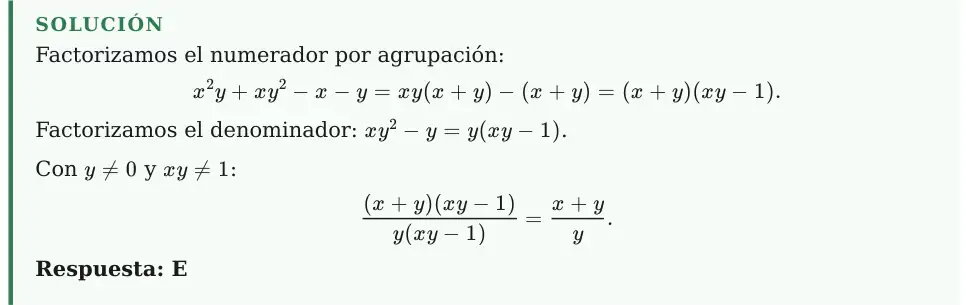 SOLUCIÓN
Factorizamos el numerador por agrupación:
x²y + xy² − x − y = xy(x + y) − (x + y) = (x + y)(xy − 1).
Factorizamos el denominador: xy² − y = y(xy − 1).
Con y ≠ 0 y xy ≠ 1:
(x + y)(xy − 1) / y(xy − 1) = x + y / y.
Respuesta: E